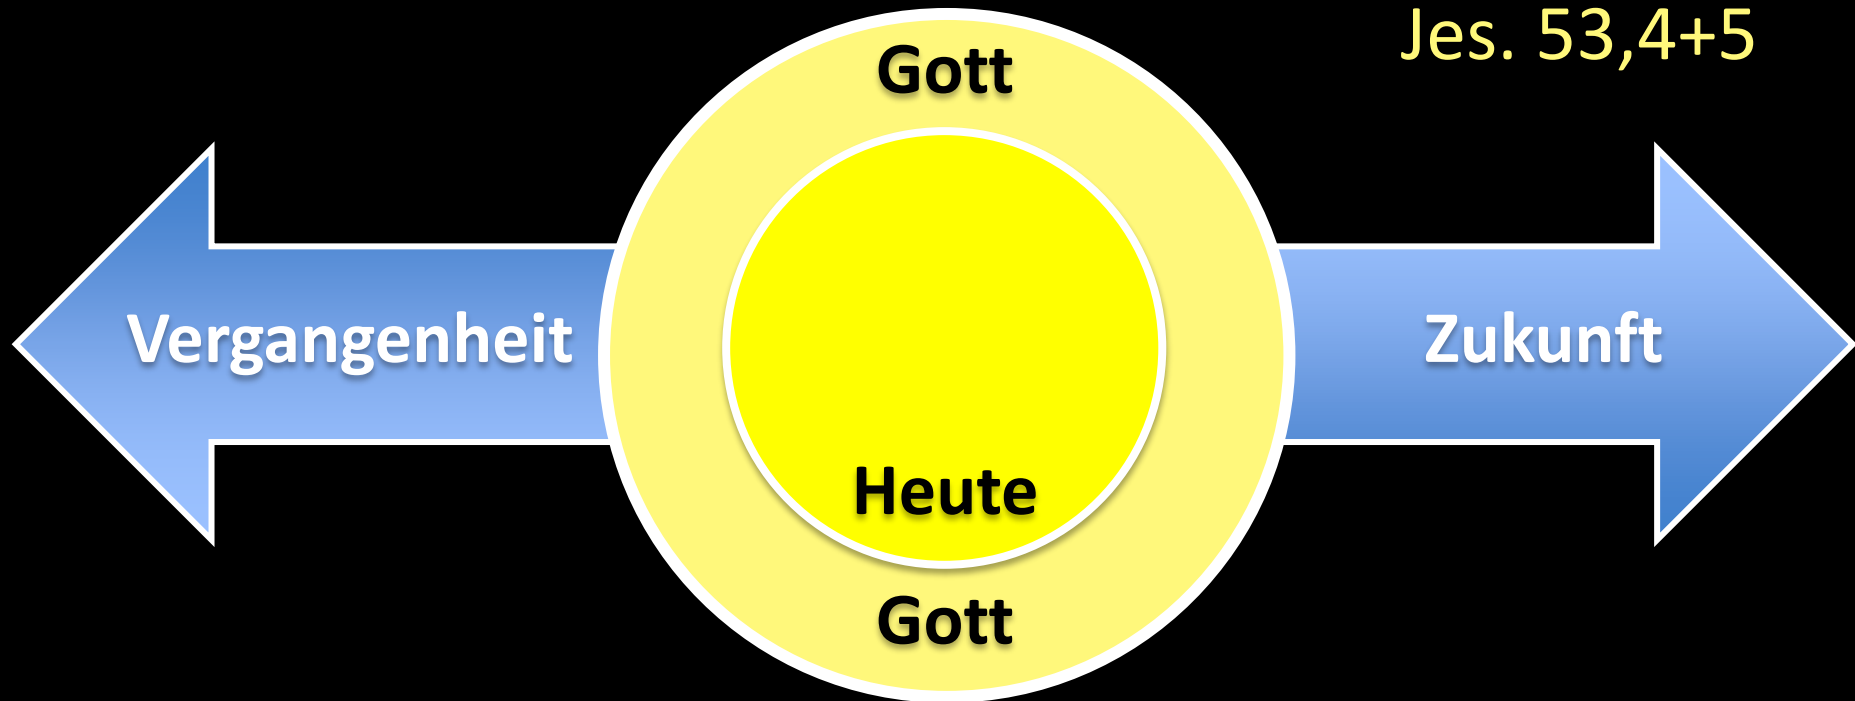 Jes. 53,4+5
Gott
Vergangenheit
Zukunft
Heute
Gott